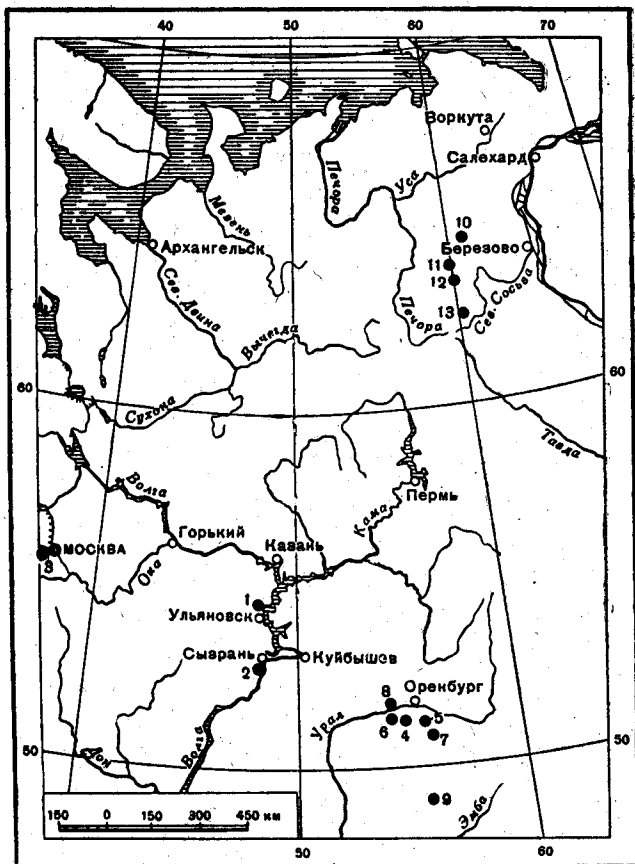 40
50
60
70
Воркута
Салехард
Печора
Уса
Мезень
10
Березово
Архангельск
11
12
Сев. Двина
Печора
13
Сев. Сосьва
Вычегда
60
60
Сухона
Тавда
Волга
Пермь
Кама
Горький
Казань
МОСКВА
3
Ока
1
Ульяновск
Сызрань
Куйбышев
2
8
Оренбург
Урал
6
4
5
7
50
50
Дон
Волга
9
Эмба
150 0 150 300 450 км
50
60